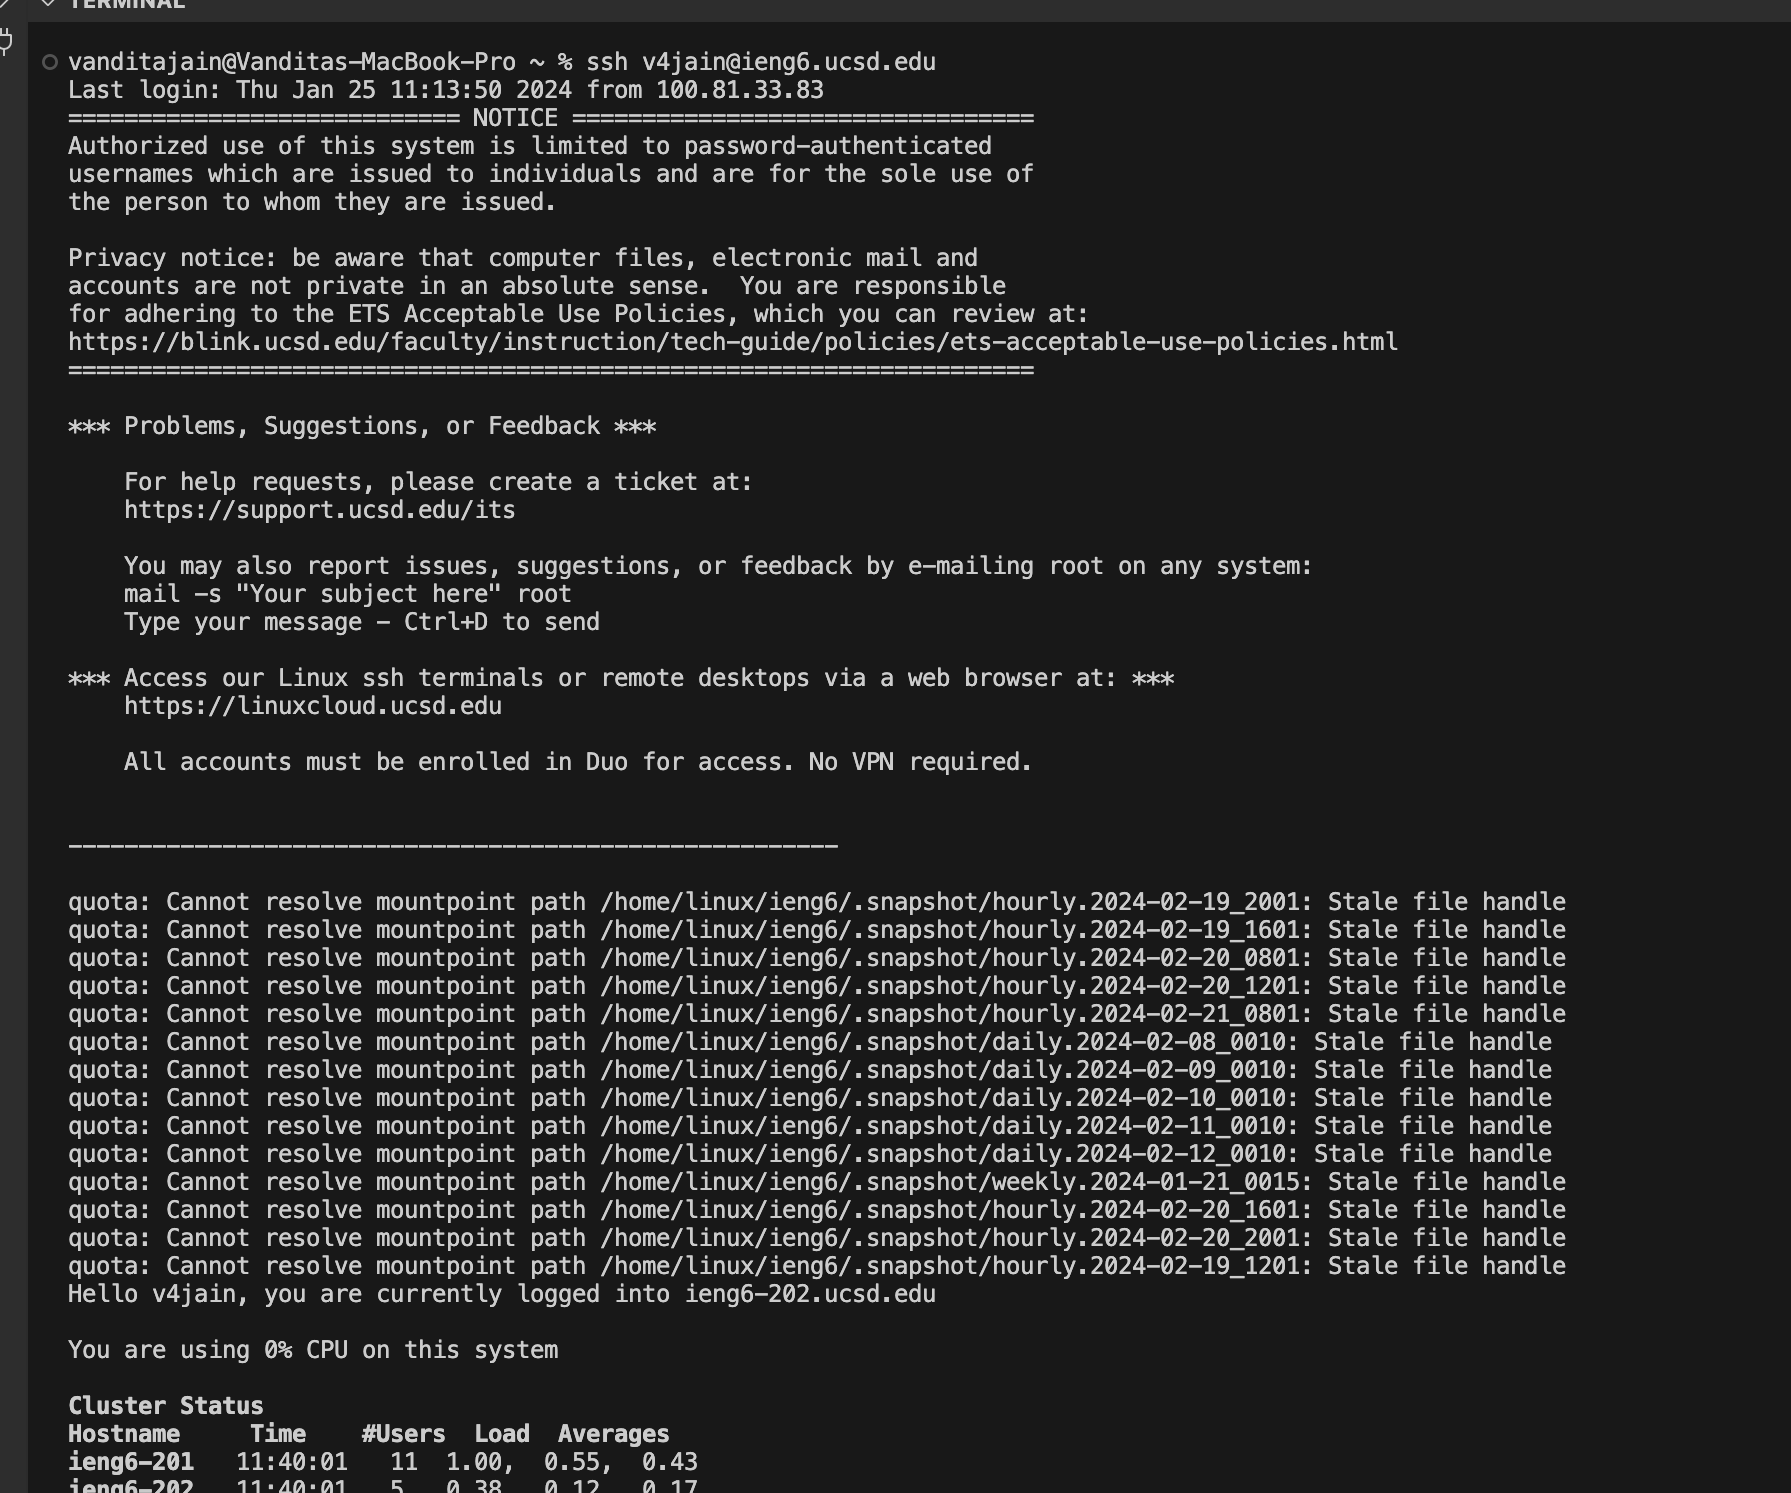 TERMINAL
vanditajain@Vanditas-MacBook-Pro ~ % ssh v4jain@ieng6.ucsd.edu
Last login: Thu Jan 25 11:13:50 2024 from 100.81.33.83
============================ NOTICE =================================
Authorized use of this system is limited to password-authenticated
usernames which are issued to individuals and are for the sole use of
the person to whom they are issued.
Privacy notice: be aware that computer files, electronic mail and
accounts are not private in an absolute sense.  You are responsible
for adhering to the ETS Acceptable Use Policies, which you can review at:
https://blink.ucsd.edu/faculty/instruction/tech-guide/policies/ets-acceptable-use-policies.html
=====================================================================
*** Problems, Suggestions, or Feedback ***
    For help requests, please create a ticket at:
    https://support.ucsd.edu/its
    You may also report issues, suggestions, or feedback by e-mailing root on any system:
    mail -s "Your subject here" root
    Type your message - Ctrl+D to send
*** Access our Linux ssh terminals or remote desktops via a web browser at: ***
    https://linuxcloud.ucsd.edu
    All accounts must be enrolled in Duo for access. No VPN required.
-------------------------------------------------------
quota: Cannot resolve mountpoint path /home/linux/ieng6/.snapshot/hourly.2024-02-19_2001: Stale file handle
quota: Cannot resolve mountpoint path /home/linux/ieng6/.snapshot/hourly.2024-02-19_1601: Stale file handle
quota: Cannot resolve mountpoint path /home/linux/ieng6/.snapshot/hourly.2024-02-20_0801: Stale file handle
quota: Cannot resolve mountpoint path /home/linux/ieng6/.snapshot/hourly.2024-02-20_1201: Stale file handle
quota: Cannot resolve mountpoint path /home/linux/ieng6/.snapshot/hourly.2024-02-21_0801: Stale file handle
quota: Cannot resolve mountpoint path /home/linux/ieng6/.snapshot/daily.2024-02-08_0010: Stale file handle
quota: Cannot resolve mountpoint path /home/linux/ieng6/.snapshot/daily.2024-02-09_0010: Stale file handle
quota: Cannot resolve mountpoint path /home/linux/ieng6/.snapshot/daily.2024-02-10_0010: Stale file handle
quota: Cannot resolve mountpoint path /home/linux/ieng6/.snapshot/daily.2024-02-11_0010: Stale file handle
quota: Cannot resolve mountpoint path /home/linux/ieng6/.snapshot/daily.2024-02-12_0010: Stale file handle
quota: Cannot resolve mountpoint path /home/linux/ieng6/.snapshot/weekly.2024-01-21_0015: Stale file handle
quota: Cannot resolve mountpoint path /home/linux/ieng6/.snapshot/hourly.2024-02-20_1601: Stale file handle
quota: Cannot resolve mountpoint path /home/linux/ieng6/.snapshot/hourly.2024-02-20_2001: Stale file handle
quota: Cannot resolve mountpoint path /home/linux/ieng6/.snapshot/hourly.2024-02-19_1201: Stale file handle
Hello v4jain, you are currently logged into ieng6-202.ucsd.edu
You are using 0% CPU on this system
Cluster Status
Hostname     Time    #Users  Load  Averages
ieng6-201   11:40:01   11  1.00,  0.55,  0.43
ieng6-202   11:40:01   5   0.38  0.12  0.17